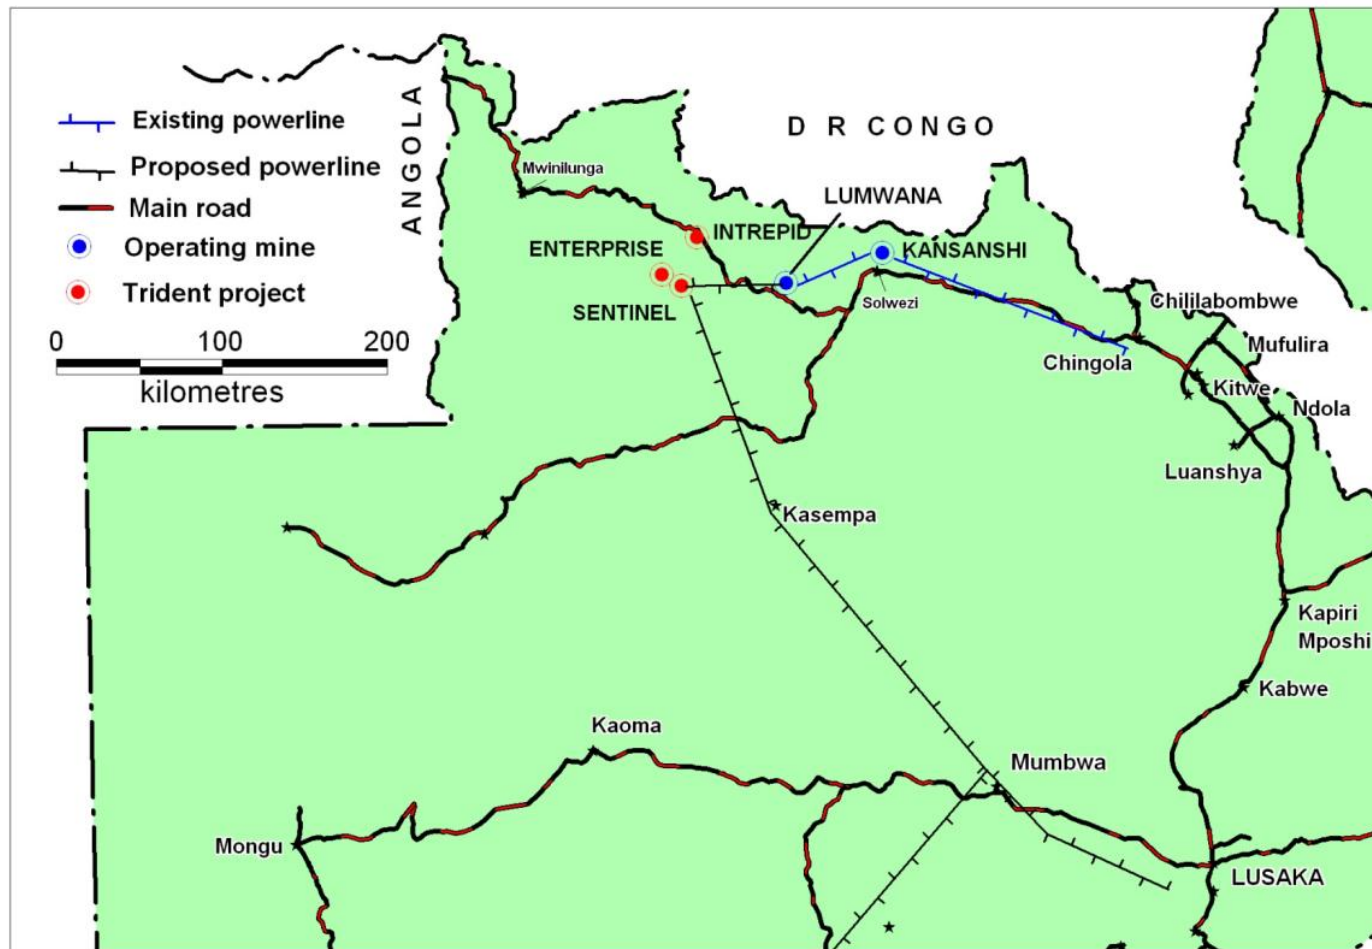 Existing powerline
Proposed powerline
Main road
Operating mine
Trident project
0 100 200
kilometres
ANGOLA
D R CONGO
Mwinilunga
LUMWANA
INTREPID
ENTERPRISE
KANSANSHI
SENTINEL
Solwezi
Chililabombwe
Mufulira
Chingola
Kitwe
Ndola
Luanshya
Kasempa
Kapiri
Mposhi
Kabwe
Kaoma
Mumbwa
Mongu
LUSAKA